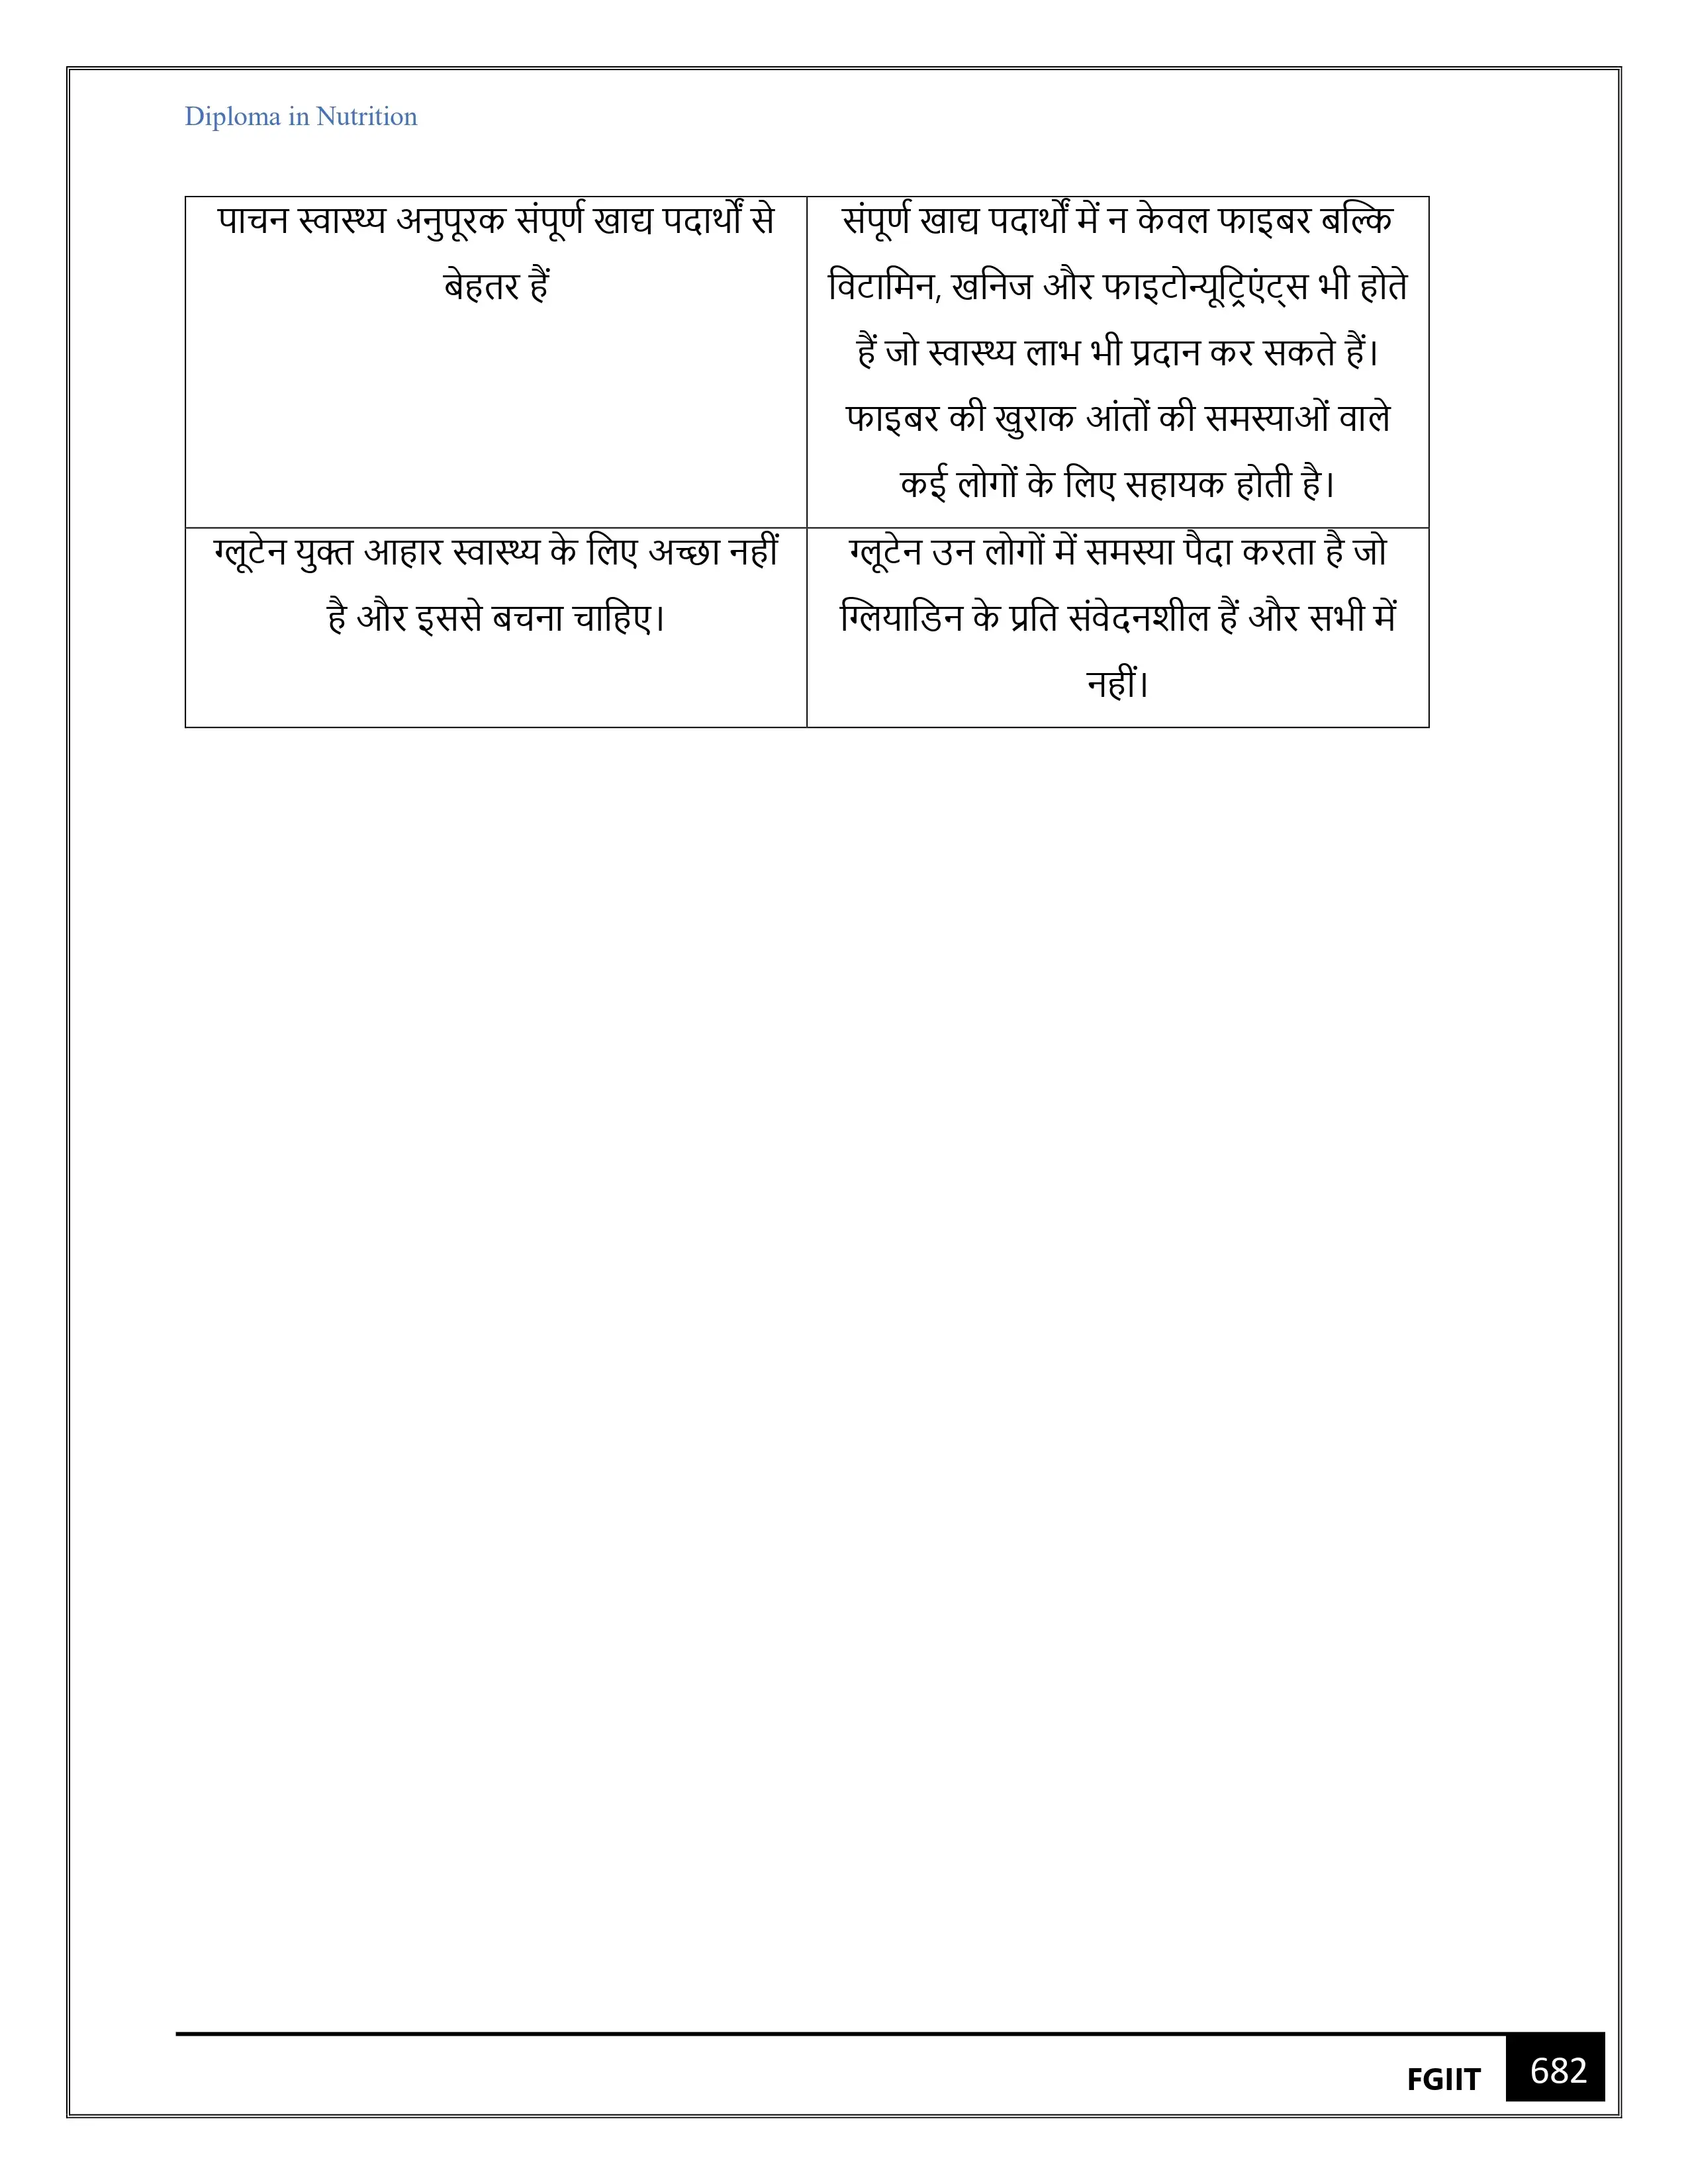 Diploma in Nutrition
पाचन स्वास्थ्य अनुपूरक संपूर्ण खाद्य पदार्थों से
बेहतर हैं
संपूर्ण खाद्य पदार्थों में न केवल फाइबर बल्कि
विटामिन, खनिज और फाइटोन्यूट्रिएंट्स भी होते
हैं जो स्वास्थ्य लाभ भी प्रदान कर सकते हैं।
फाइबर की खुराक आंतों की समस्याओं वाले
कई लोगों के लिए सहायक होती है।
ग्लूटेन युक्त आहार स्वास्थ्य के लिए अच्छा नहीं
है और इससे बचना चाहिए।
ग्लूटेन उन लोगों में समस्या पैदा करता है जो
ग्लियाडिन के प्रति संवेदनशील हैं और सभी में
नहीं।
FGIIT 682